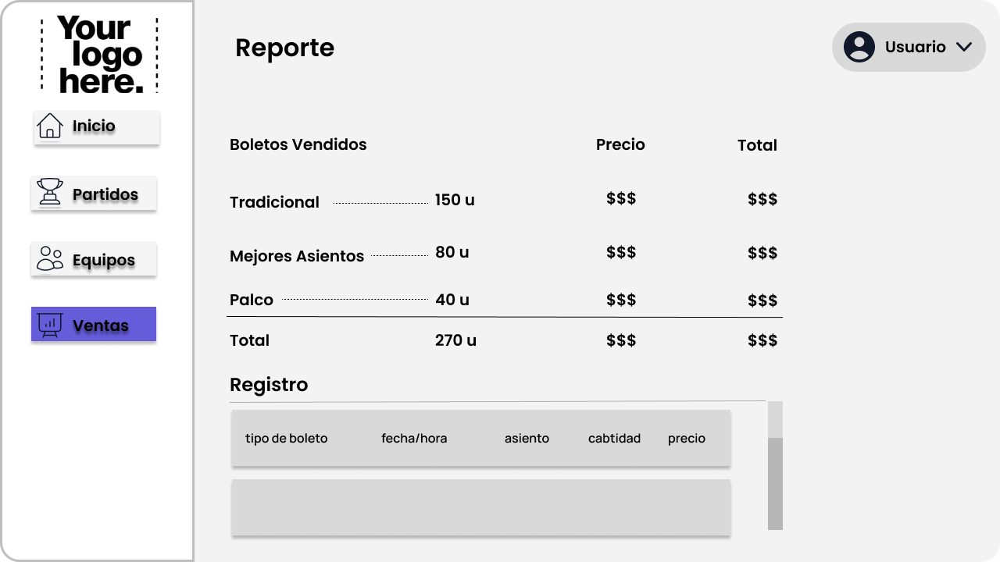 Your
logo
here.
Inicio
Partidos
Equipos
Ventas
Reporte
Usuario
Boletos Vendidos Precio Total
Tradicional 150 u $$$ $$$
Mejores Asientos 80 u $$$ $$$
Palco 40 u $$$ $$$
Total 270 u $$$ $$$
Registro
tipo de boleto fecha/hora asiento cabtidad precio